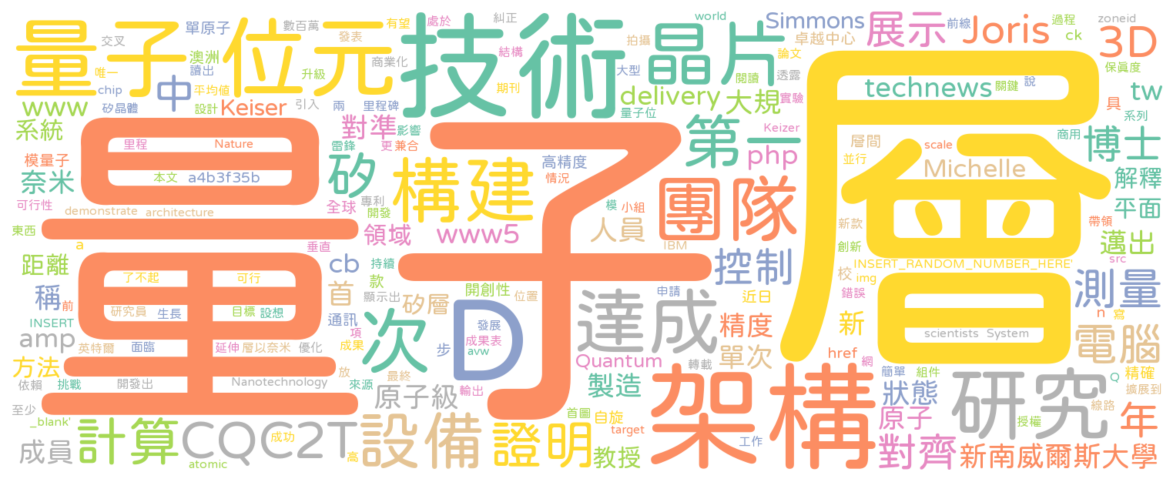 量子位元
技術
晶片
展示
Joris
3D
量子
層
第一
團隊
構建
架構
研究
達成
D
次
矽
中
www
系統
奈米
模量子
可行性
東西
距離
稱
amp
方法
計算
CQC2T
設備
證明
成員
新南威爾斯大學
對齊
年
原子
狀態
電腦
測量
邁出
平面
解釋
博士
tw
technews
Simmons
delivery
大規
php
Keiser
對準
www5
領域
人員
控制
Michelle
精度
單次
新
製造
教授
Quantum
原子級
矽層
首
cb
款
通訊
全球
單原子
澳洲
讀出
平均值
設計
chip
矽晶體
唯一
交叉
數百萬
發表
商業化
升級
引入
兩
里程碑
雷鋒
影響
更
兼合
期刊
結構
拍攝
大型
糾正
處於
有望
world
卓越中心
前線
過程
ck
zoneid
保真度
論文
透露
閱讀
轉載
實驗
量子位
Keizer
關鍵
說
具
系列
商用
層間
scale
並行
帶領
新款
創新
INSERT_RANDOM_NUMBER_HERE'
src
img
校
錯誤
近日
申請
IBM
小組
模
情況
高精度
專利
開發
持續
顯示出
開創性
位置
發展
成果表
avw
步
項
成果
放
來源
最終
輸出
首圖
自旋
target
工作
授權
線路
組件
簡單
網
href
n
寫
精確
Q
擴展到
scientists
System
里程
Nature
本文
a4b3f35b
demonstrate
architecture
a
垂直
了不起
可行
研究員
目標
設想
生長
前
INSERT
英特爾
面臨
延伸
層以奈米
優化
依賴
挑戰
開發出
Nanotechnology
至少
_blank'
成功
高
atomic